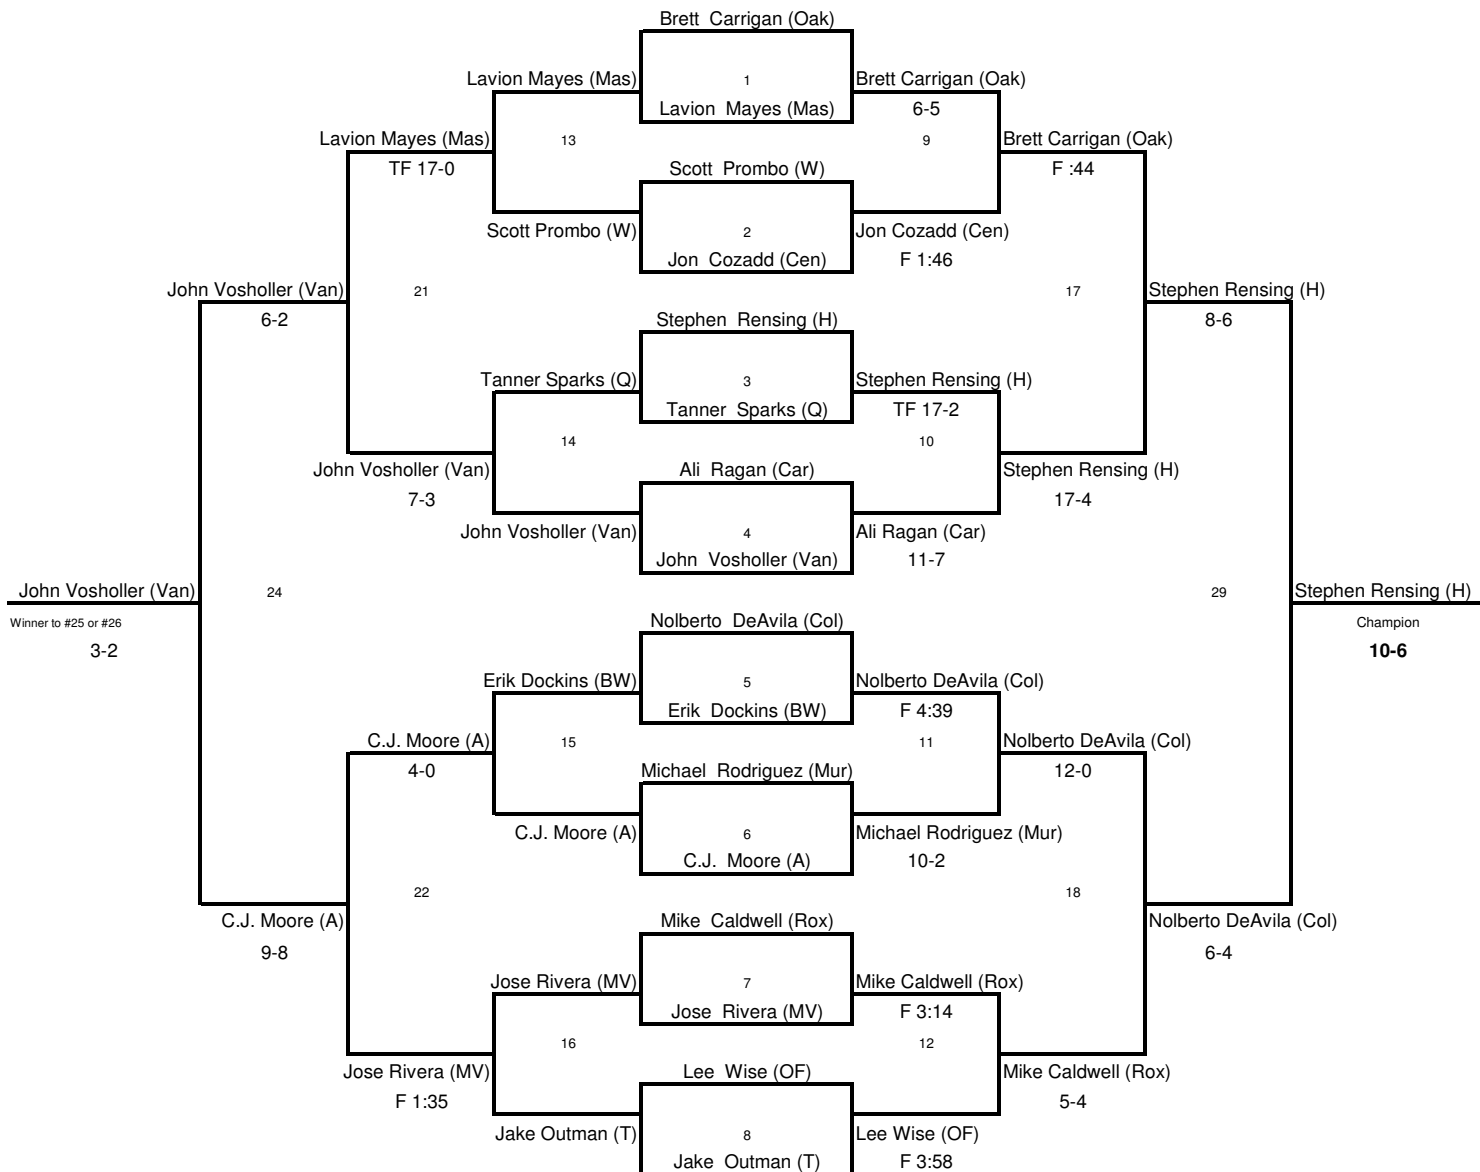 Brett Carrigan (Oak)
Lavion Mayes (Mas)
1
Brett Carrigan (Oak)
Lavion Mayes (Mas)
6-5
Lavion Mayes (Mas)
13
9
Brett Carrigan (Oak)
TF 17-0
Scott Prombo (W)
F :44
Scott Prombo (W)
2
Jon Cozadd (Cen)
Jon Cozadd (Cen)
F 1:46
John Vosholler (Van)
21
17
Stephen Rensing (H)
6-2
Stephen Rensing (H)
8-6
Tanner Sparks (Q)
3
Stephen Rensing (H)
Tanner Sparks (Q)
TF 17-2
14
10
John Vosholler (Van)
Ali Ragan (Car)
Stephen Rensing (H)
7-3
17-4
John Vosholler (Van)
4
Ali Ragan (Car)
John Vosholler (Van)
11-7
John Vosholler (Van)
24
29
Stephen Rensing (H)
Winner to #25 or #26
Nolberto DeAvila (Col)
Champion
3-2
10-6
Erik Dockins (BW)
5
Nolberto DeAvila (Col)
Erik Dockins (BW)
F 4:39
C.J. Moore (A)
15
11
Nolberto DeAvila (Col)
4-0
Michael Rodriguez (Mur)
12-0
C.J. Moore (A)
6
Michael Rodriguez (Mur)
C.J. Moore (A)
10-2
22
18
C.J. Moore (A)
Mike Caldwell (Rox)
Nolberto DeAvila (Col)
9-8
6-4
Jose Rivera (MV)
7
Mike Caldwell (Rox)
Jose Rivera (MV)
F 3:14
16
12
Jose Rivera (MV)
Lee Wise (OF)
Mike Caldwell (Rox)
F 1:35
5-4
Jake Outman (T)
8
Lee Wise (OF)
Jake Outman (T)
F 3:58